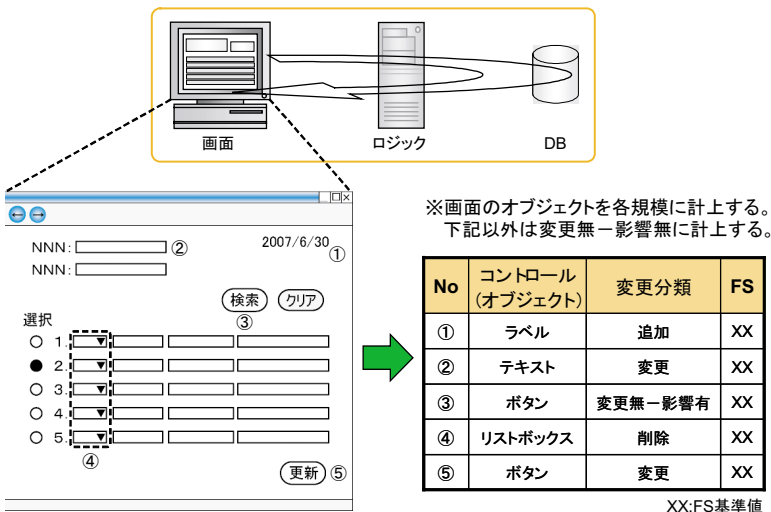 画面
ロジック
DB
NNN:
②
2007/6/30
①
NNN:
検索
クリア
③
選択
1.
2.
3.
4.
5.
④
更新
⑤
※画面のオブジェクトを各規模に計上する。
下記以外は変更無－影響無に計上する。
No コントロール(オブジェクト) 変更分類 FS
① ラベル 追加 XX
② テキスト 変更 XX
③ ボタン 変更無－影響有 XX
④ リストボックス 削除 XX
⑤ ボタン 変更 XX
XX:FS基準値